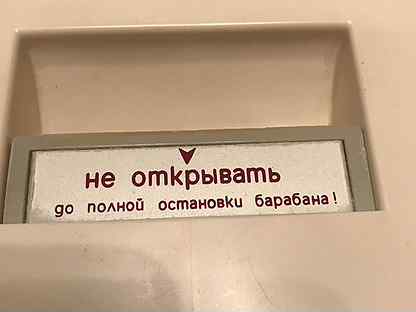 не открывать
до полной остановки барабана!